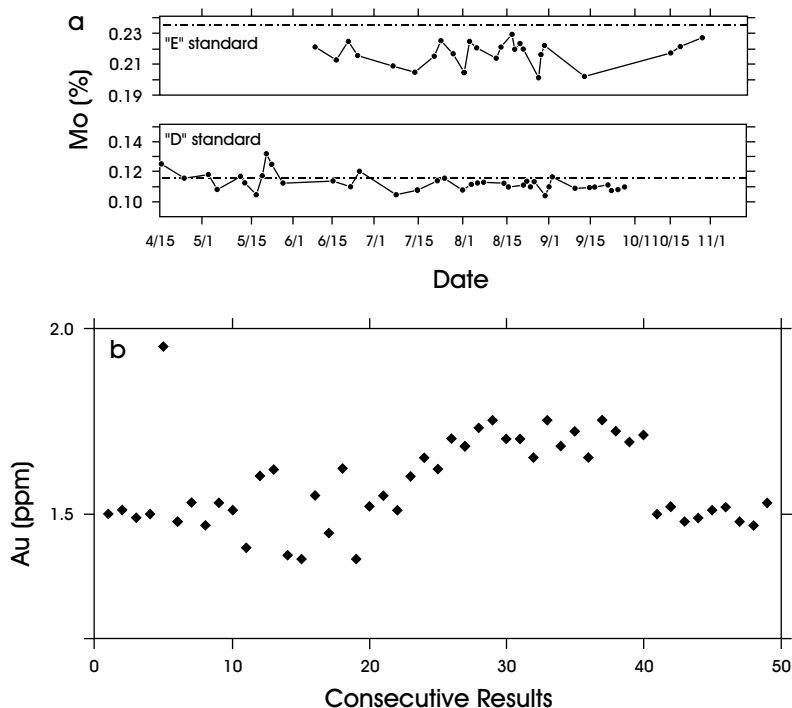 a
"E" standard
0.23
0.21
0.19
Mo (%)
"D" standard
0.14
0.12
0.10
4/15 5/1 5/15 6/1 6/15 7/1 7/15 8/1 8/15 9/1 9/15 10/1 10/15 11/1
Date
b
2.0
1.5
Au (ppm)
0 10 20 30 40 50
Consecutive Results